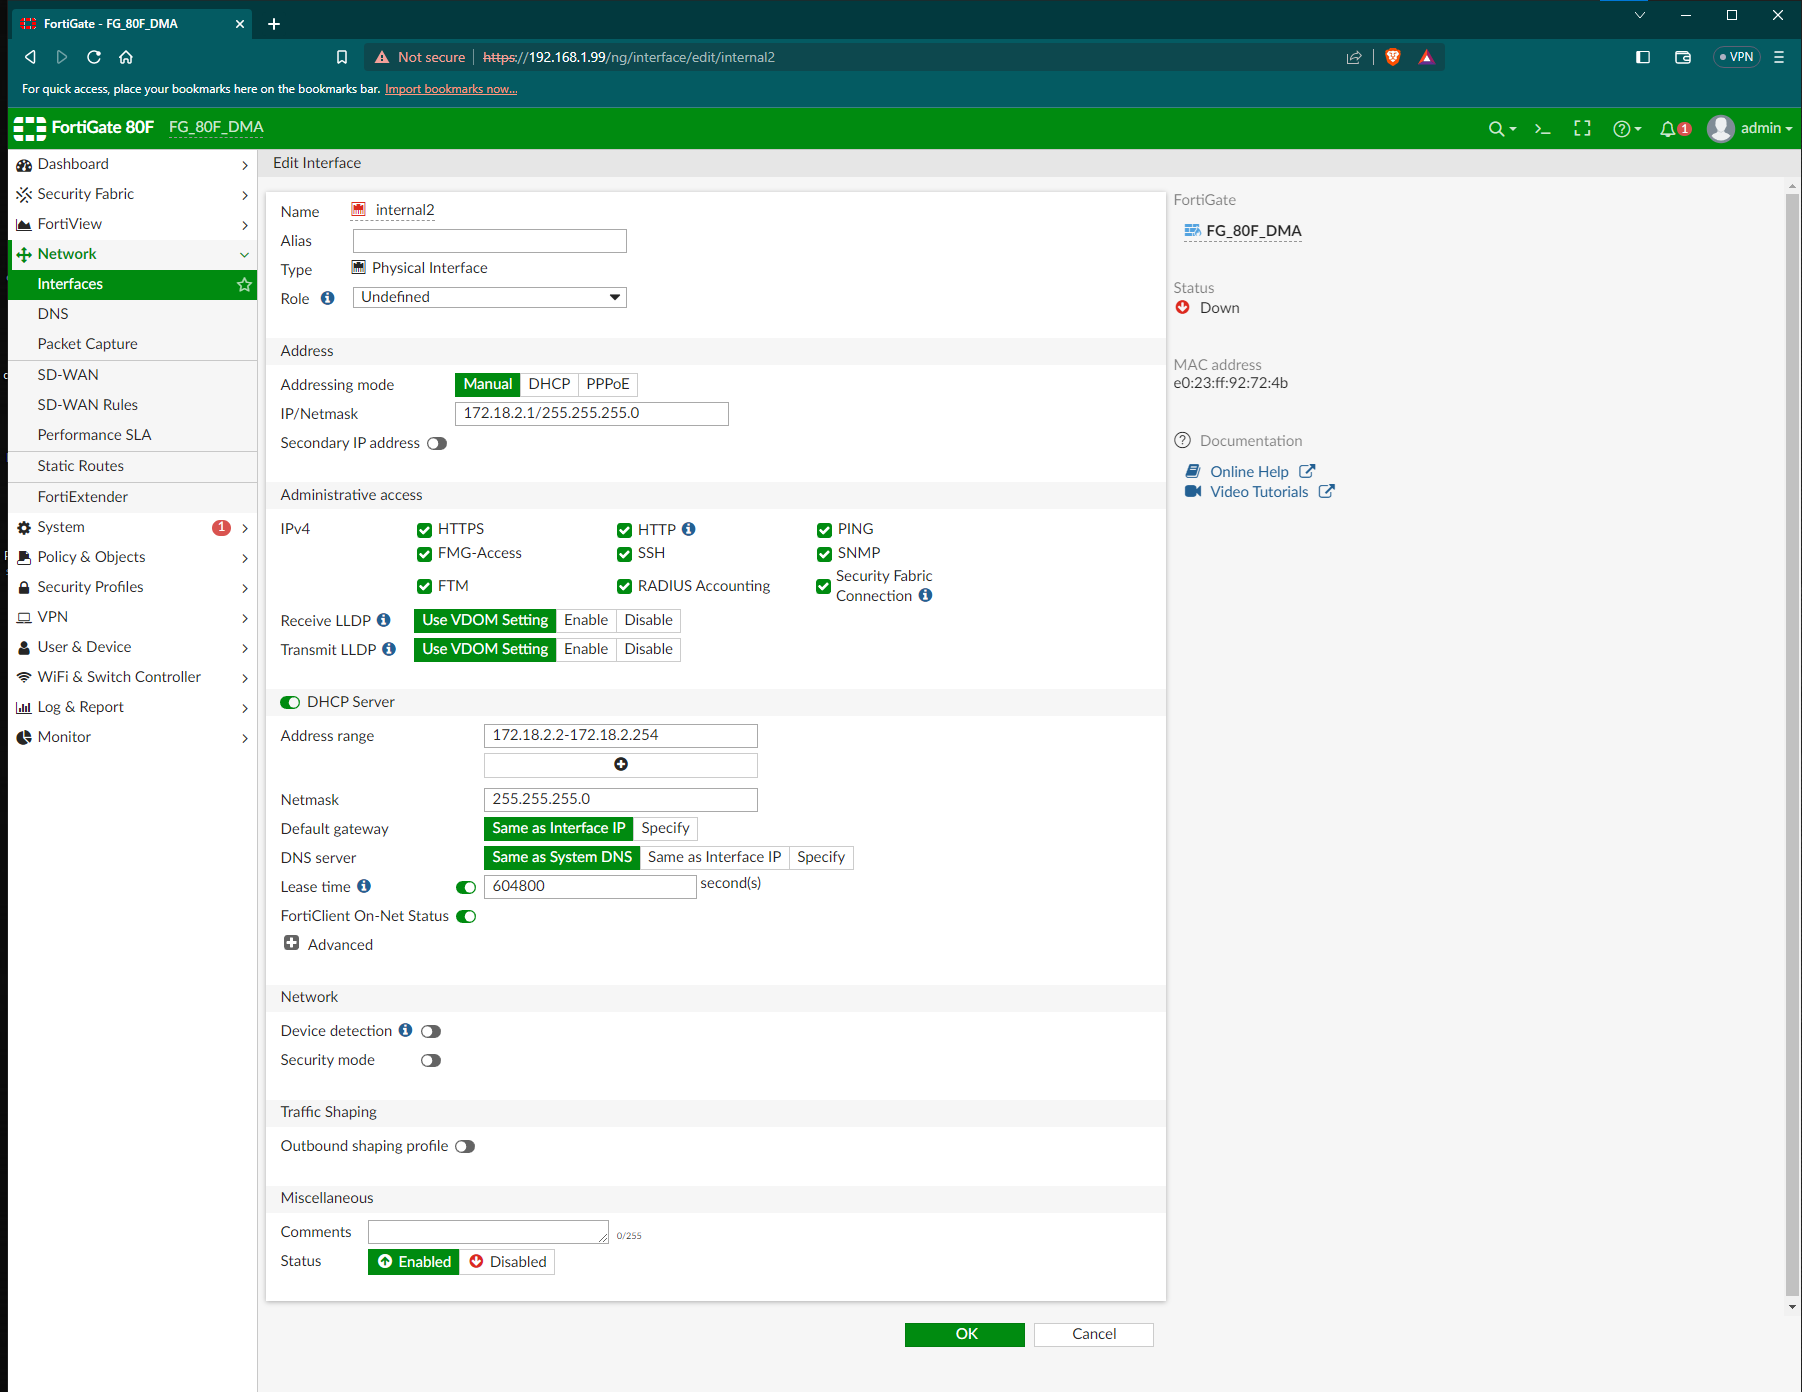 FortiGate - FG_80F_DMA
Not secure https://192.168.1.99/ng/interface/edit/internal2 VPN
For quick access, place your bookmarks here on the bookmarks bar. Import bookmarks now...
FortiGate 80F FG_80F_DMA 1 admin
Dashboard
Security Fabric
FortiView
Network
Interfaces
DNS
Packet Capture
SD-WAN
SD-WAN Rules
Performance SLA
Static Routes
FortiExtender
System 1
Policy & Objects
Security Profiles
VPN
User & Device
WiFi & Switch Controller
Log & Report
Monitor
Edit Interface
Name internal2
Alias
Type Physical Interface
Role Undefined
Address
Addressing mode Manual DHCP PPPoE
IP/Netmask 172.18.2.1/255.255.255.0
Secondary IP address
Administrative access
IPv4 HTTPS HTTP PING
FMG-Access SSH SNMP
FTM RADIUS Accounting Security Fabric
Connection
Receive LLDP Use VDOM Setting Enable Disable
Transmit LLDP Use VDOM Setting Enable Disable
DHCP Server
Address range 172.18.2.2-172.18.2.254
Netmask 255.255.255.0
Default gateway Same as Interface IP Specify
DNS server Same as System DNS Same as Interface IP Specify
Lease time 604800 second(s)
FortiClient On-Net Status
Advanced
Network
Device detection
Security mode
Traffic Shaping
Outbound shaping profile
Miscellaneous
Comments 0/255
Status Enabled Disabled
OK Cancel
FortiGate
FG_80F_DMA
Status
Down
MAC address
e0:23:ff:92:72:4b
Documentation
Online Help
Video Tutorials